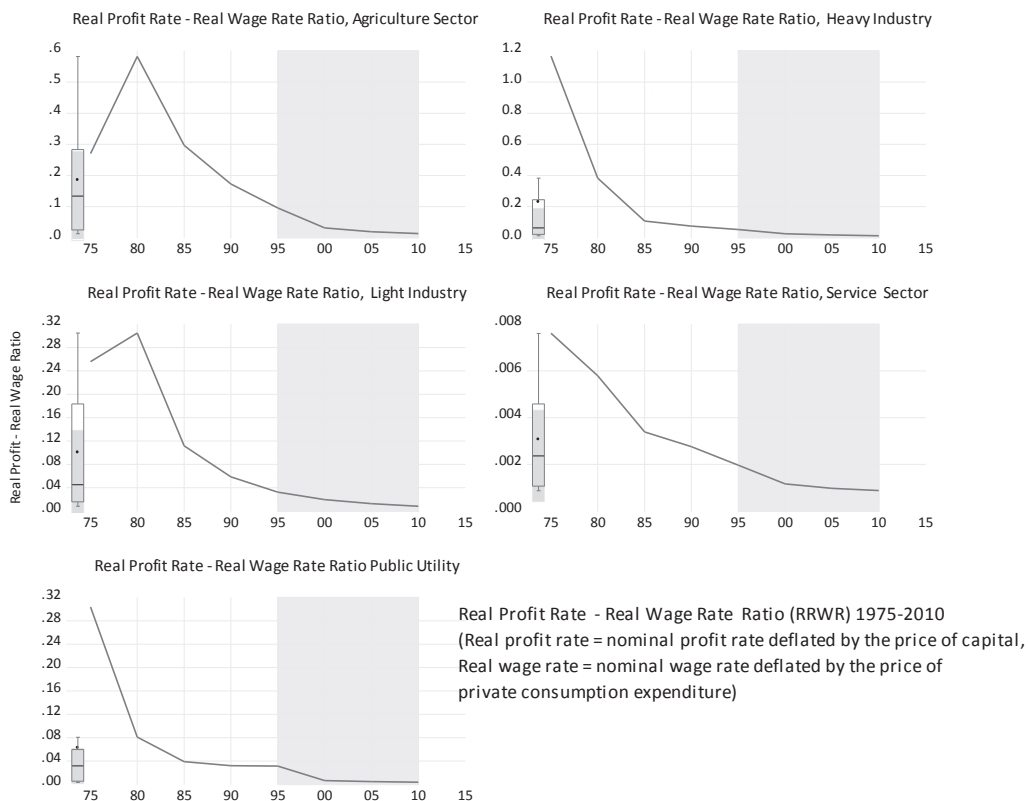 Real Profit Rate - Real Wage Rate Ratio, Agriculture Sector
.6
.5
.4
.3
.2
.1
.0
75 80 85 90 95 00 05 10 15
Real Profit Rate - Real Wage Rate Ratio, Heavy Industry
1.2
1.0
0.8
0.6
0.4
0.2
0.0
75 80 85 90 95 00 05 10 15
Real Profit Rate - Real Wage Rate Ratio, Light Industry
Real Profit - Real Wage Ratio
.32
.28
.24
.20
.16
.12
.08
.04
.00
75 80 85 90 95 00 05 10 15
Real Profit Rate - Real Wage Rate Ratio, Service Sector
.008
.006
.004
.002
.000
75 80 85 90 95 00 05 10 15
Real Profit Rate - Real Wage Rate Ratio Public Utility
.32
.28
.24
.20
.16
.12
.08
.04
.00
75 80 85 90 95 00 05 10 15
Real Profit Rate - Real Wage Rate Ratio (RRWR) 1975-2010
(Real profit rate = nominal profit rate deflated by the price of capital,
Real wage rate = nominal wage rate deflated by the price of
private consumption expenditure)